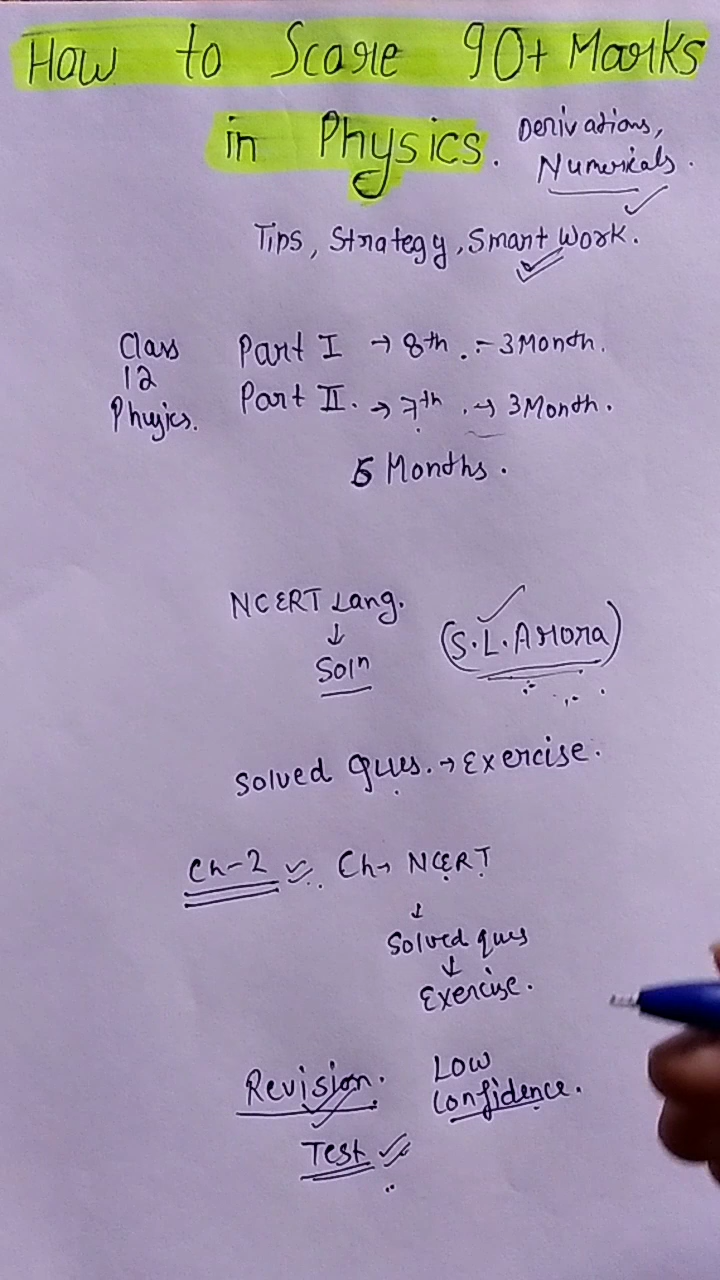 How to Score 90+ Marks
in Physics. Derivations,
Numericals.
Tips, Strategy, Smart Work.
Class 12 Physics.
Part I → 8th .- 3 Month.
Part II. → 7th . → 3 Month.
6 Months.
NCERT Lang.
↓
Soln
(S.L. Arora)
Solved Ques. → Exercise.
Ch-2 Ch → NCERT
↓
Solved ques
↓
Exercise.
Revision. Low
Confidence.
Test